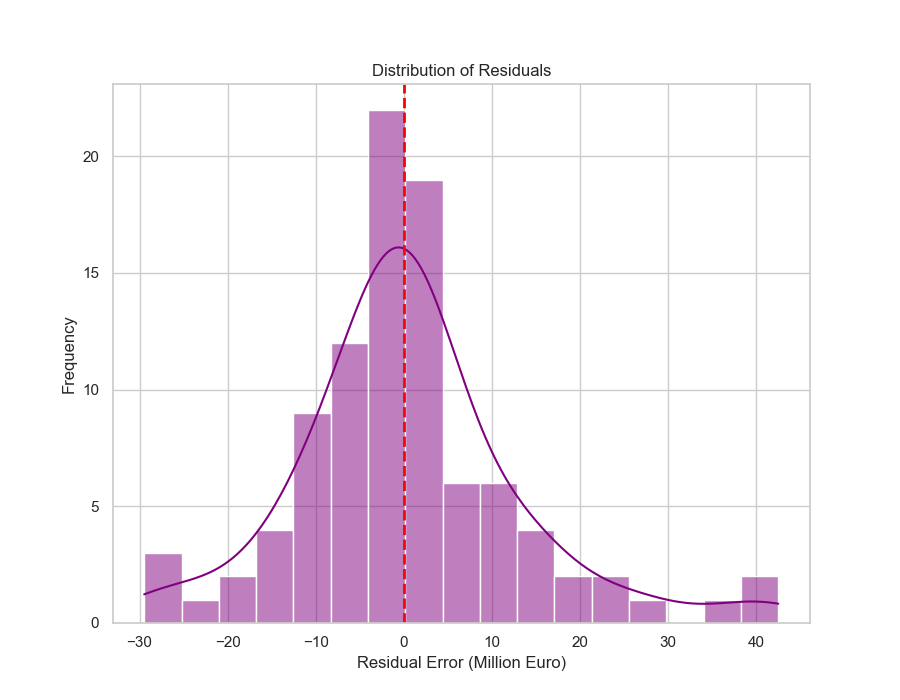 Distribution of Residuals
Frequency
20
15
10
5
0
−30 −20 −10 0 10 20 30 40
Residual Error (Million Euro)